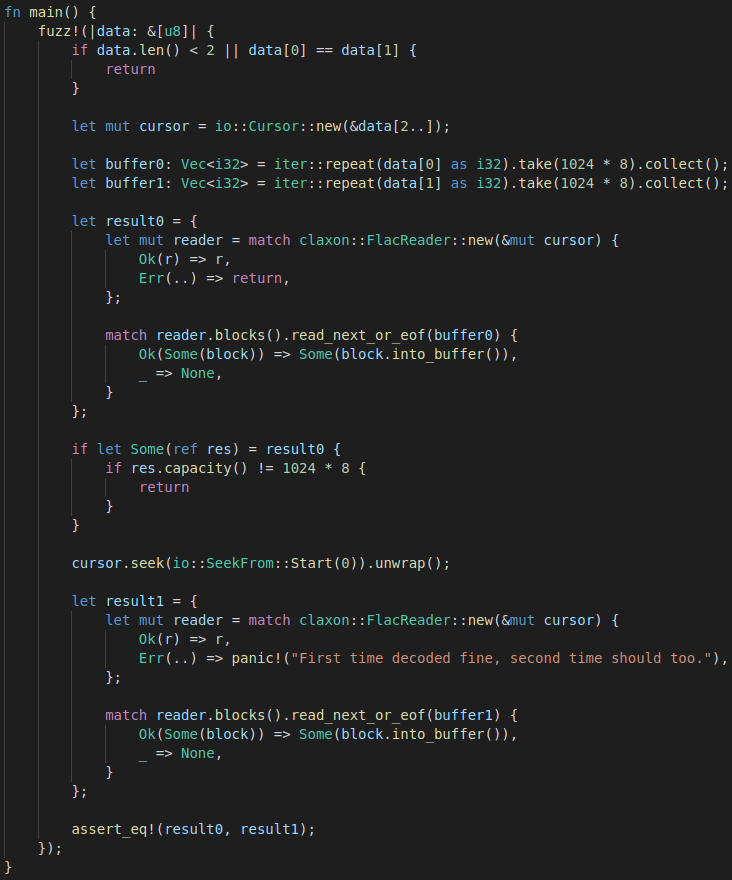 fn main() {
    fuzz!(|data: &[u8]| {
        if data.len() < 2 || data[0] == data[1] {
            return
        }

        let mut cursor = io::Cursor::new(&data[2..]);

        let buffer0: Vec<i32> = iter::repeat(data[0] as i32).take(1024 * 8).collect();
        let buffer1: Vec<i32> = iter::repeat(data[1] as i32).take(1024 * 8).collect();

        let result0 = {
            let mut reader = match claxon::FlacReader::new(&mut cursor) {
                Ok(r) => r,
                Err(..) => return,
            };

            match reader.blocks().read_next_or_eof(buffer0) {
                Ok(Some(block)) => Some(block.into_buffer()),
                _ => None,
            }
        };

        if let Some(ref res) = result0 {
            if res.capacity() != 1024 * 8 {
                return
            }
        }

        cursor.seek(io::SeekFrom::Start(0)).unwrap();

        let result1 = {
            let mut reader = match claxon::FlacReader::new(&mut cursor) {
                Ok(r) => r,
                Err(..) => panic!("First time decoded fine, second time should too."),
            };

            match reader.blocks().read_next_or_eof(buffer1) {
                Ok(Some(block)) => Some(block.into_buffer()),
                _ => None,
            }
        };

        assert_eq!(result0, result1);
    });
}